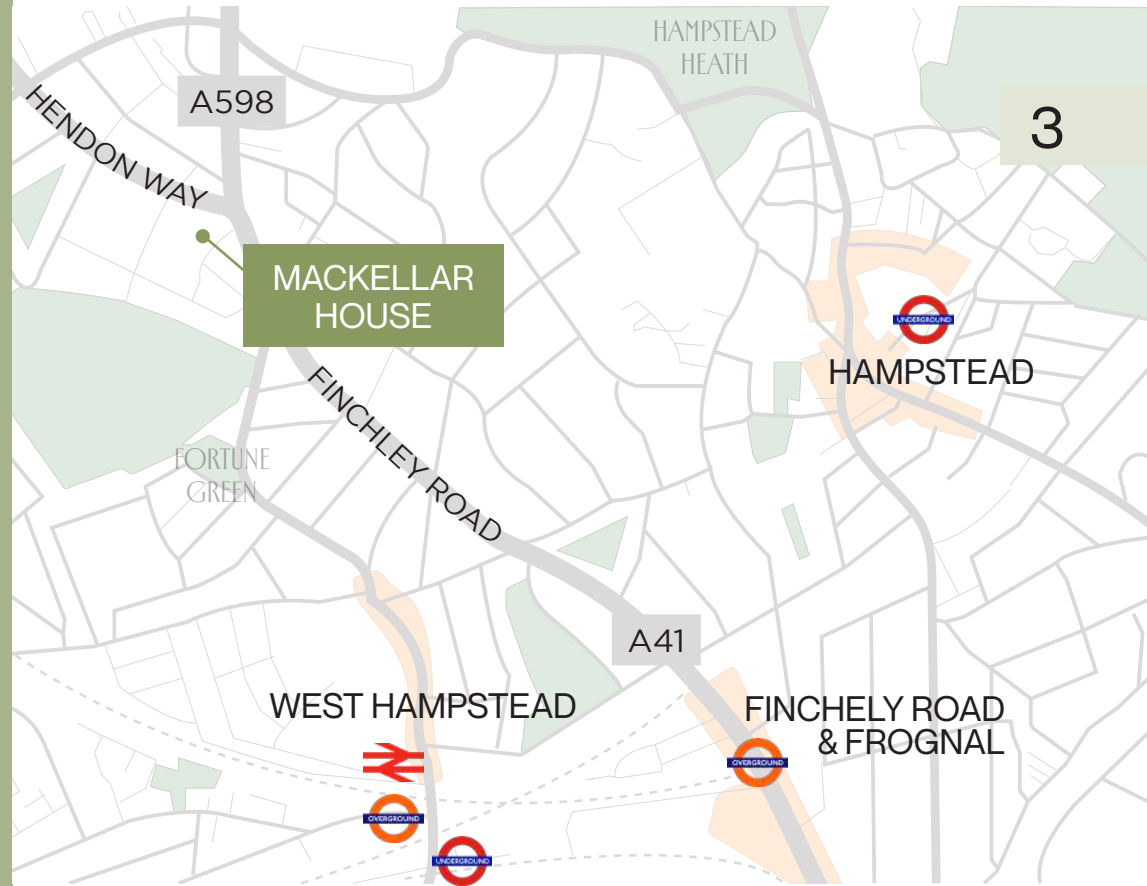 HAMPSTEAD
HEATH
A598
3
HENDON WAY
MACKELLAR
HOUSE
UNDERGROUND
HAMPSTEAD
FINCHLEY ROAD
FORTUNE
GREEN
A41
WEST HAMPSTEAD
FINCHELY ROAD
& FROGNAL
OVERGROUND
OVERGROUND
UNDERGROUND